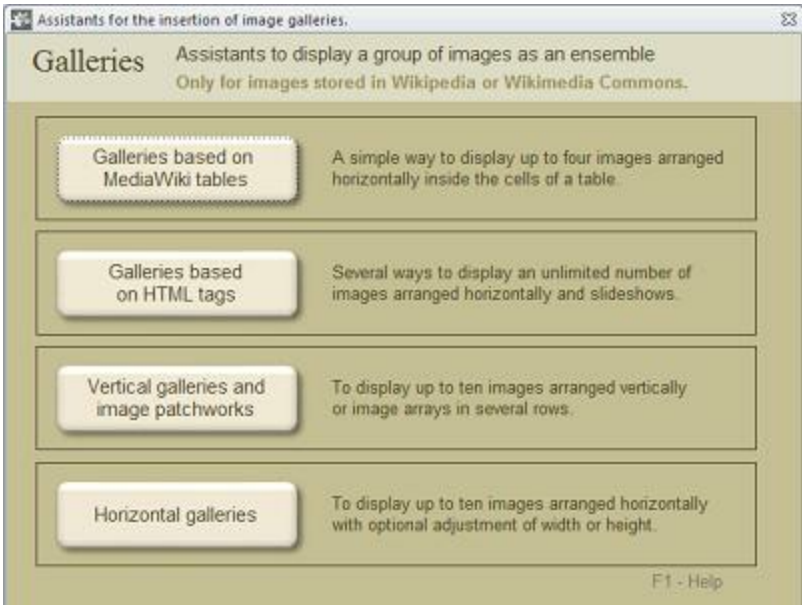 Assistants for the insertion of image galleries.
Galleries
Assistants to display a group of images as an ensemble
Only for images stored in Wikipedia or Wikimedia Commons.
Galleries based on
MediaWiki tables
A simple way to display up to four images arranged
horizontally inside the cells of a table.
Galleries based
on HTML tags
Several ways to display an unlimited number of
images arranged horizontally and slideshows.
Vertical galleries and
image patchworks
To display up to ten images arranged vertically
or image arrays in several rows.
Horizontal galleries
To display up to ten images arranged horizontally
with optional adjustment of width or height.
F1 - Help